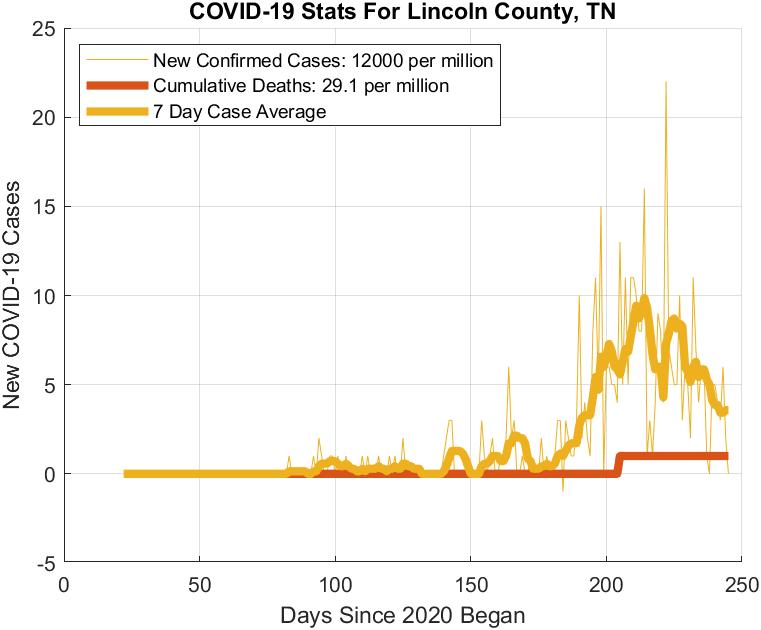 COVID-19 Stats For Lincoln County, TN
New Confirmed Cases: 12000 per million
Cumulative Deaths: 29.1 per million
7 Day Case Average
New COVID-19 Cases
25
20
15
10
5
0
-5
0 50 100 150 200 250
Days Since 2020 Began